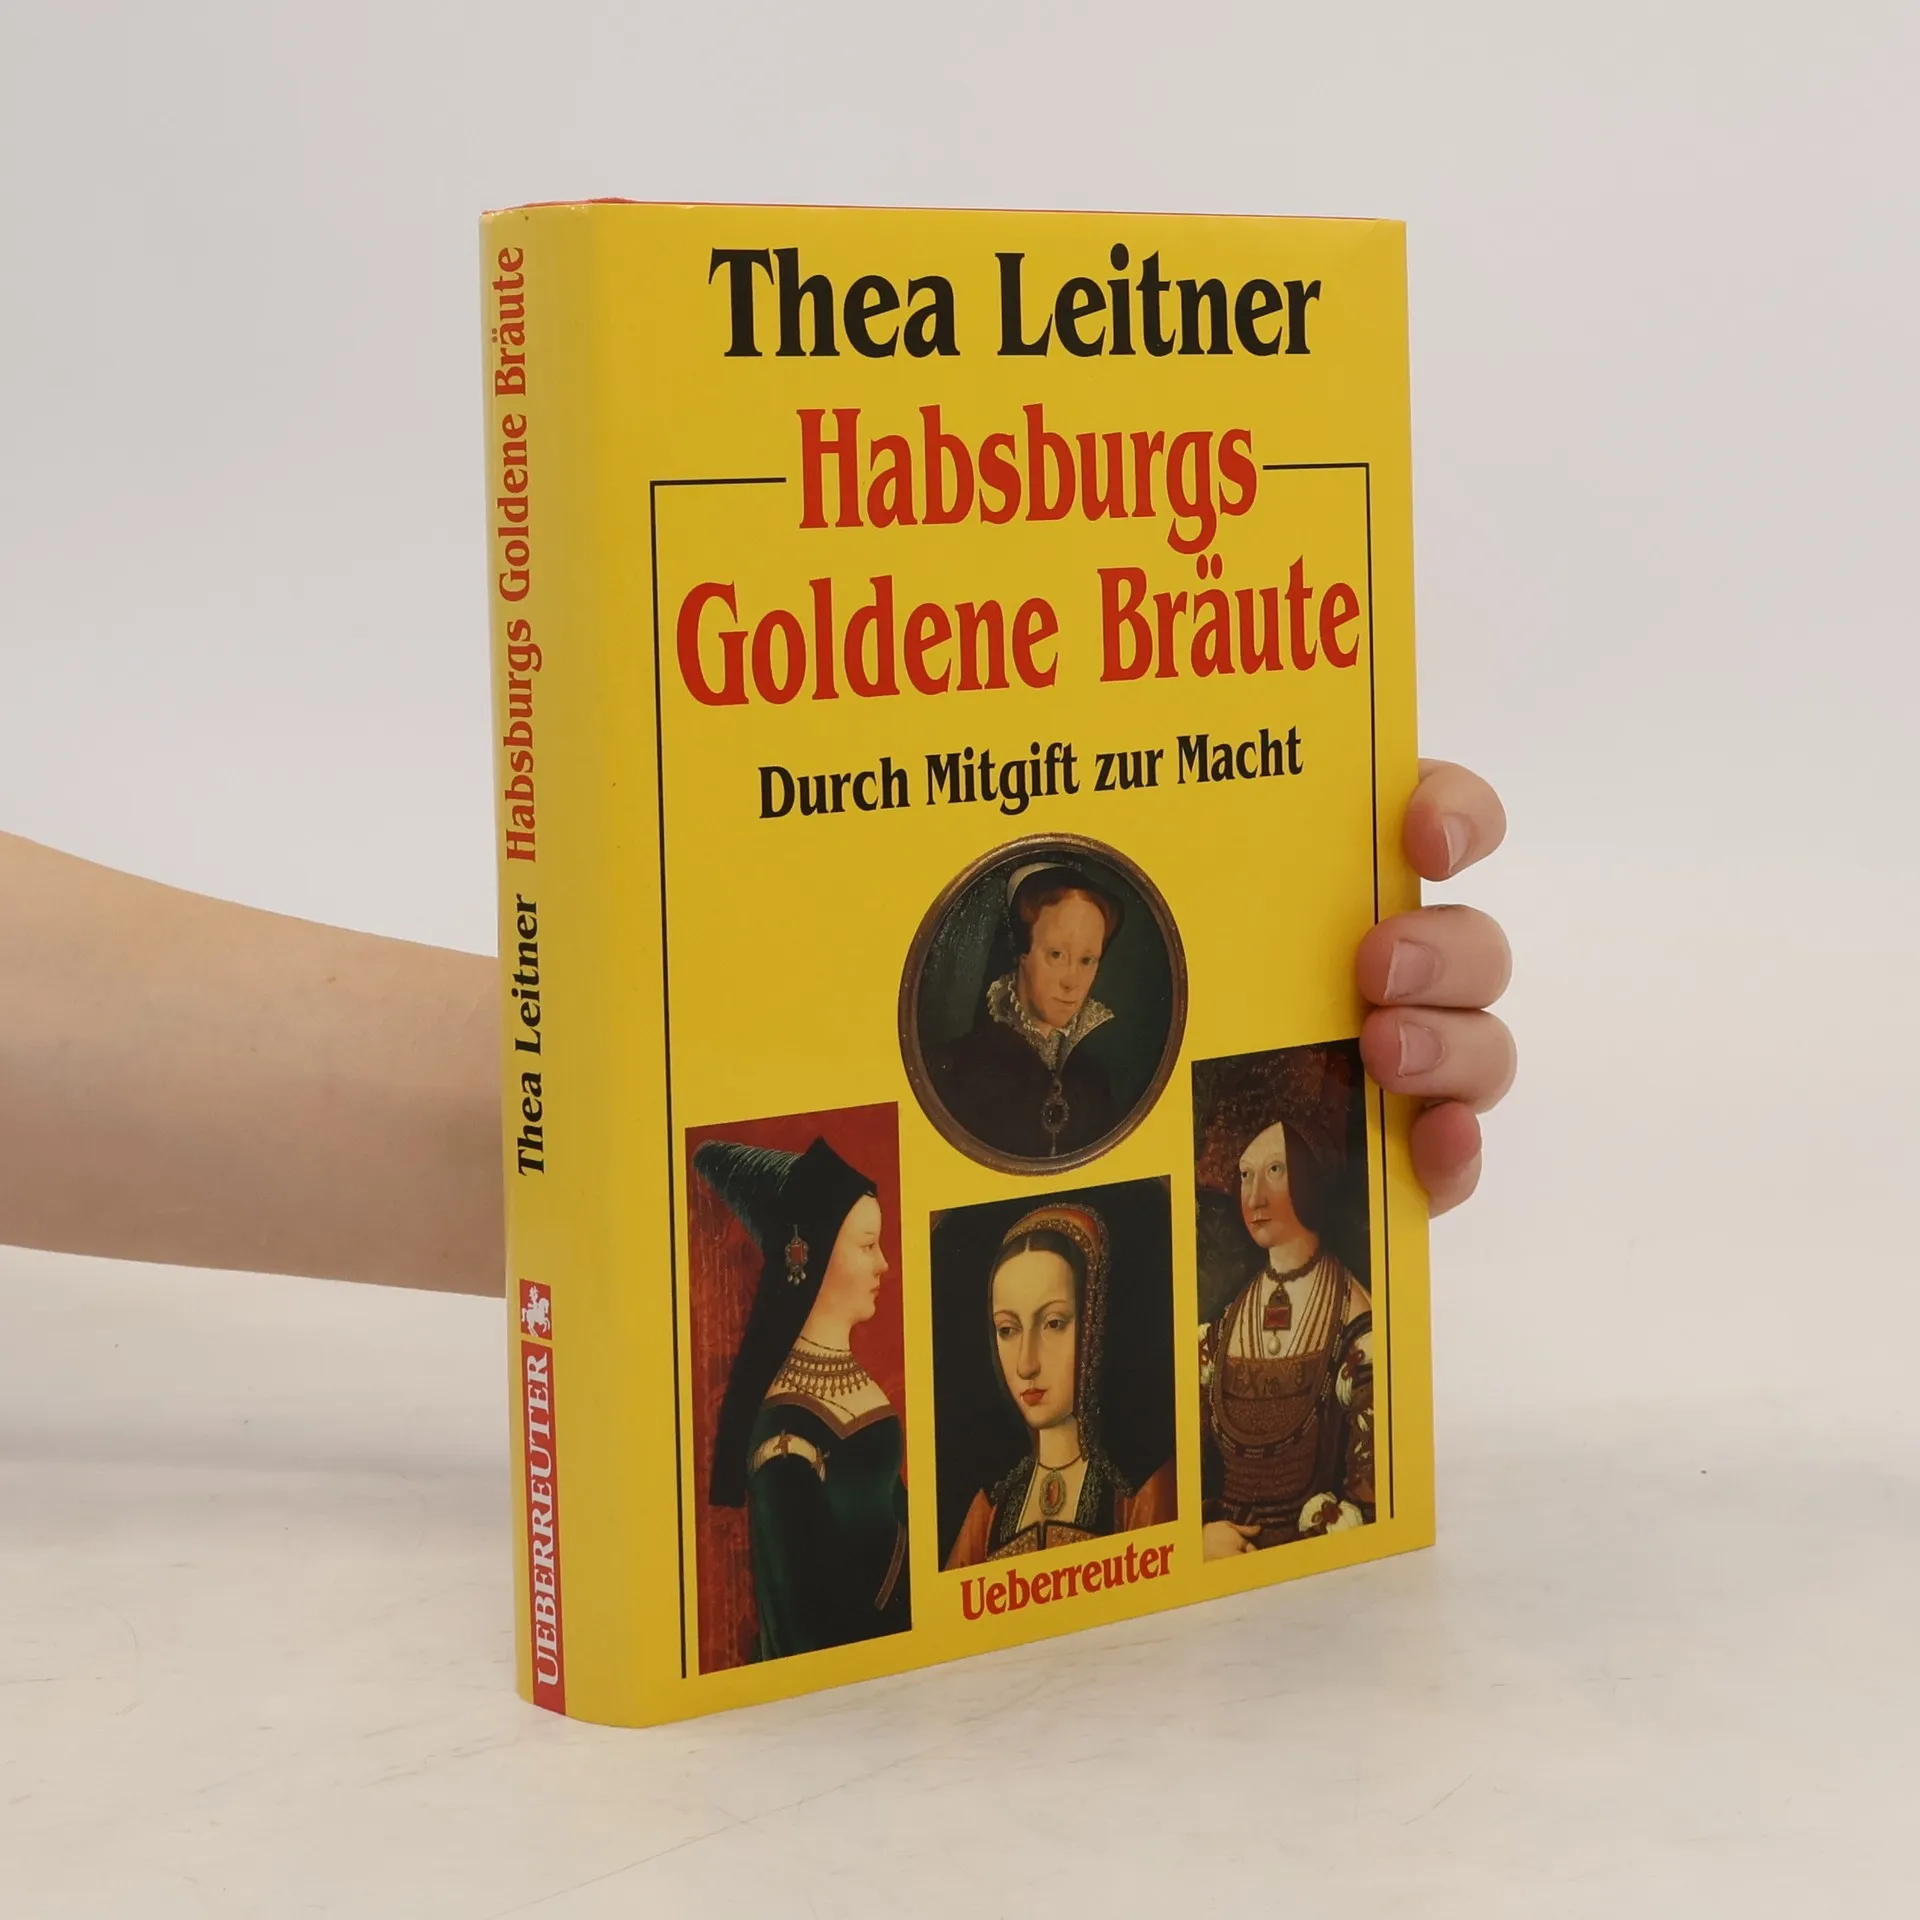 Thea Leitner
Habsburgs
Goldene Bräute
Durch Mitgift zur Macht
Ueberreuter
Thea Leitner Habsburgs Goldene Bräute
UEBERREUTER